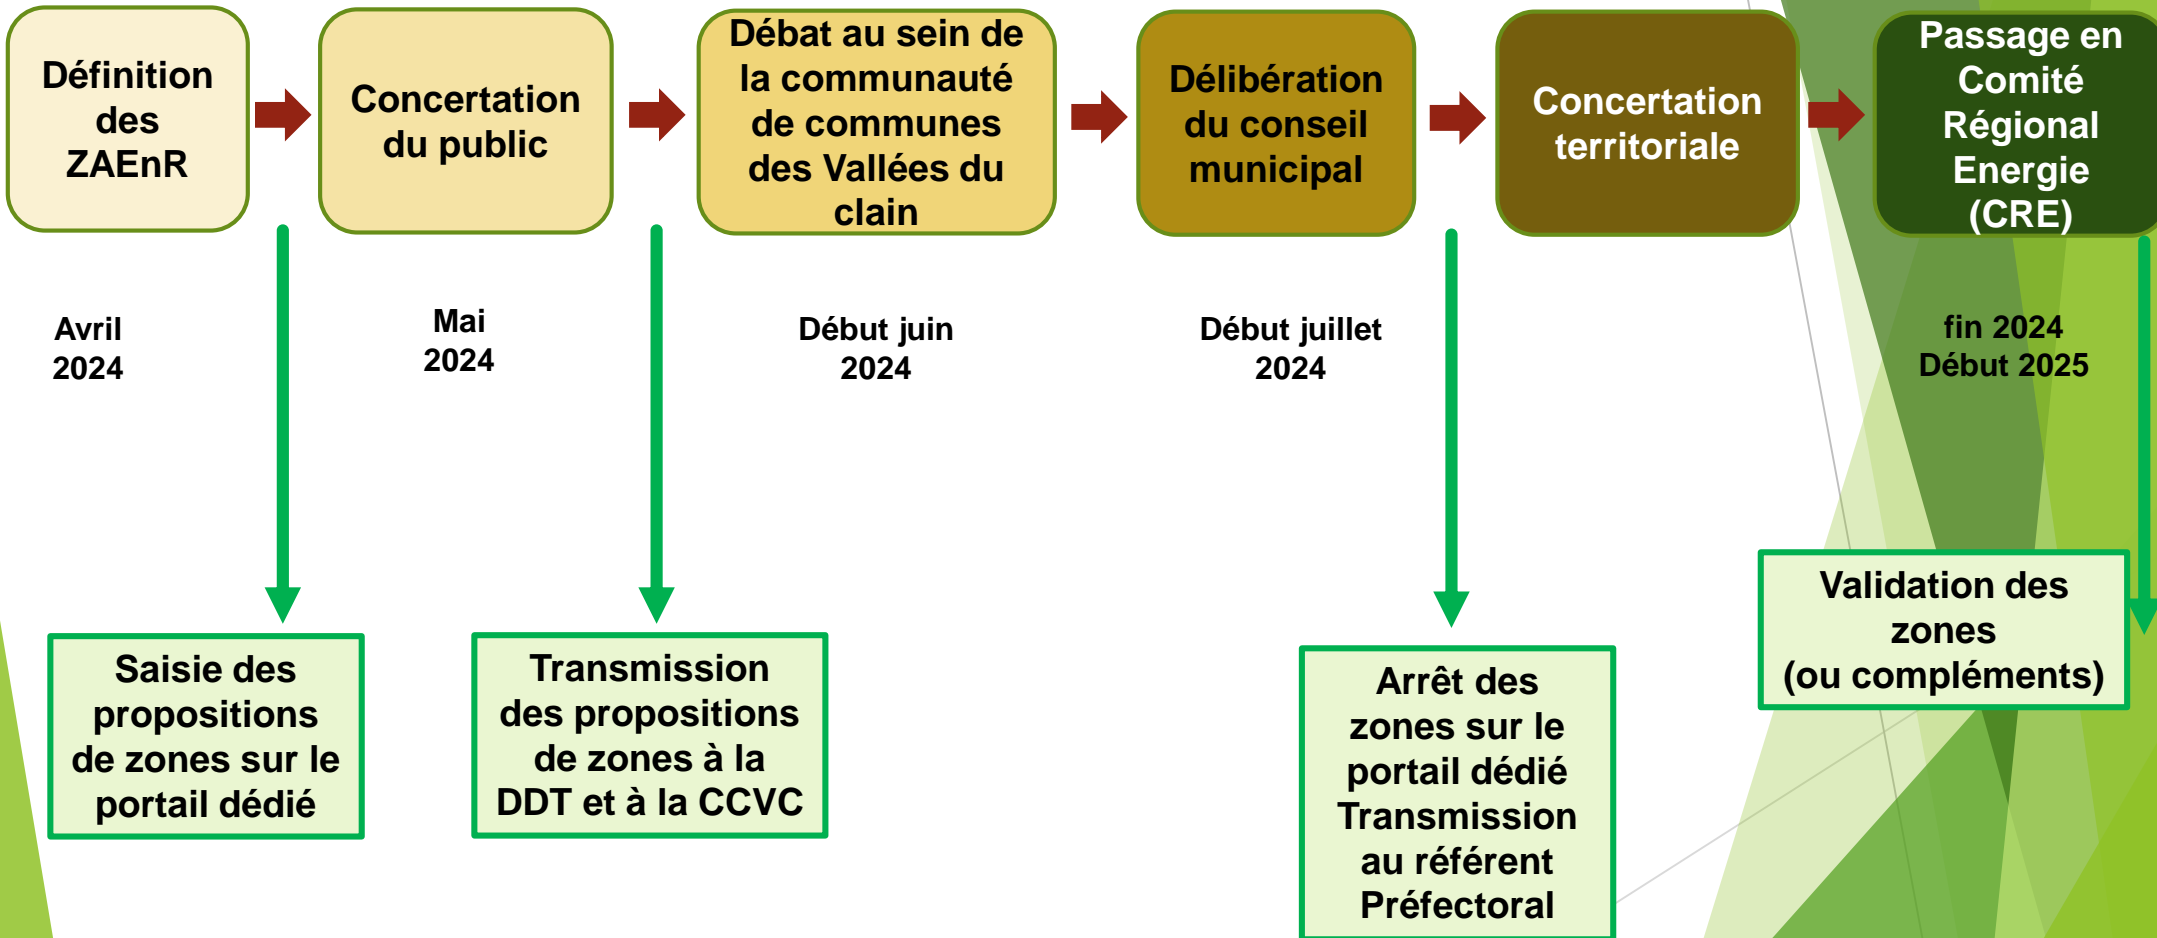 Définition
des
ZAEnR
Concertation
du public
Débat au sein de
la communauté
de communes
des Vallées du
clain
Délibération
du conseil
municipal
Concertation
territoriale
Passage en
Comité
Régional
Energie
(CRE)
Avril
2024
Mai
2024
Début juin
2024
Début juillet
2024
fin 2024
Début 2025
Saisie des
propositions
de zones sur le
portail dédié
Transmission
des propositions
de zones à la
DDT et à la CCVC
Arrêt des
zones sur le
portail dédié
Transmission
au référent
Préfectoral
Validation des
zones
(ou compléments)